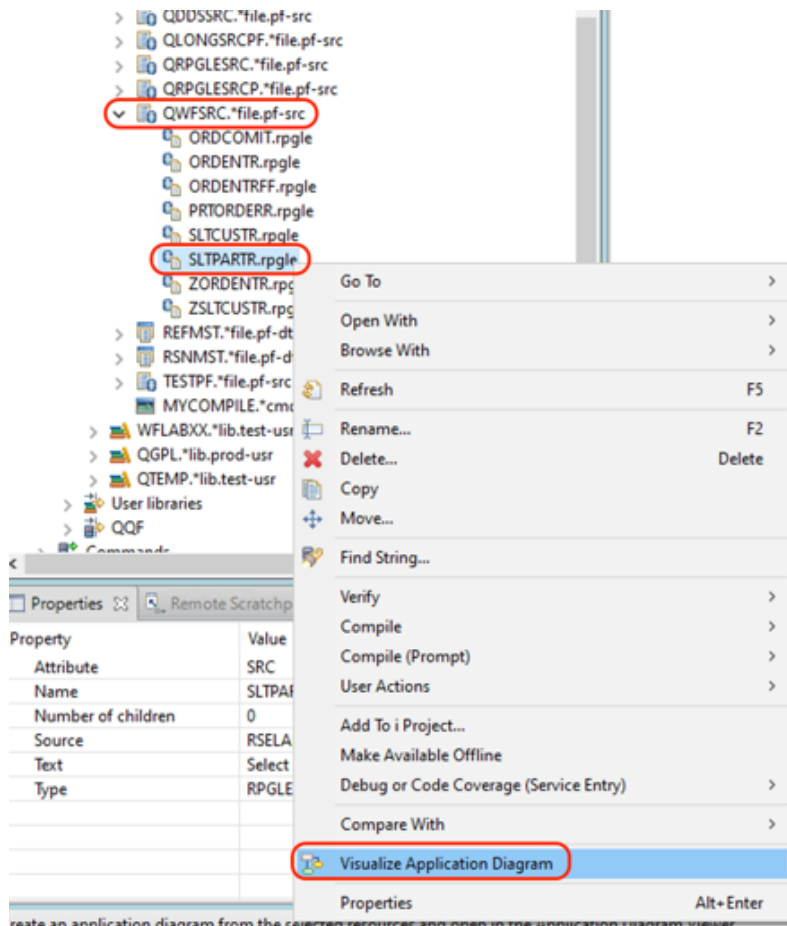 QDDSSRC.*file.pf-src
QLONGSRCPF.*file.pf-src
QRPGLESRC.*file.pf-src
QRPGLESRCP.*file.pf-src
QWFSRC.*file.pf-src
ORDCOMIT.rpgle
ORDENTR.rpgle
ORDENTRFF.rpgle
PRTORDERR.rpgle
SLTCUSTR.rpgle
SLTPARTR.rpgle
ZORDENTR.rpg
ZSLTCUSTR.rpg
REFMST.*file.pf-dt
RSNMST.*file.pf-d
TESTPF.*file.pf-src
MYCOMPILE.*cmd
WFLABXX.*lib.test-usr
QGPL.*lib.prod-usr
QTEMP.*lib.test-usr
User libraries
QQF
Commands
Go To
Open With
Browse With
Refresh F5
Rename... F2
Delete... Delete
Copy
Move...
Find String...
Verify
Compile
Compile (Prompt)
User Actions
Add To i Project...
Make Available Offline
Debug or Code Coverage (Service Entry)
Compare With
Visualize Application Diagram
Properties Alt+Enter
Properties Remote Scratchp
Property Value
Attribute SRC
Name SLTPAR
Number of children 0
Source RSELA
Text Select
Type RPGLE
reate an application diagram from the selected resources and open in the Application Diagram Viewer